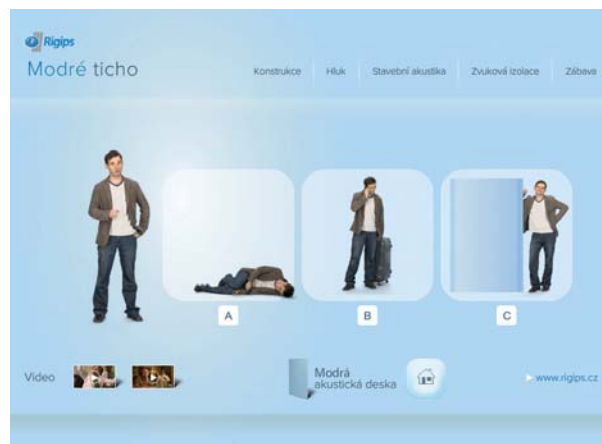 Rigips
Modré ticho
Konstrukce
Hluk
Stavební akustika
Zvuková izolace
Zábava
A
B
C
Video
Modrá
akustická deska
www.rigips.cz